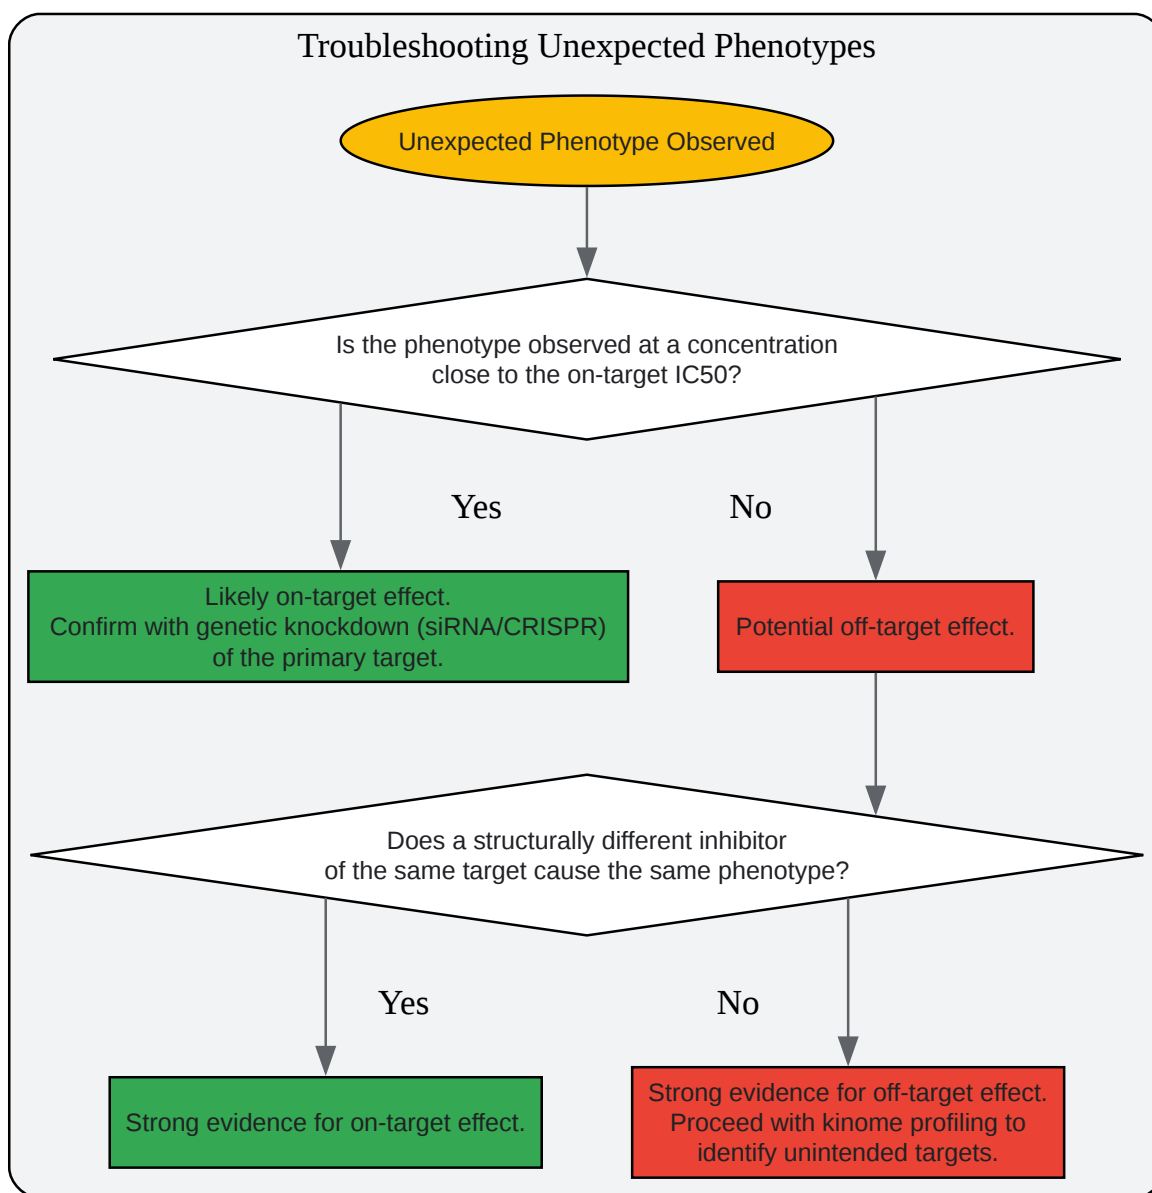 Troubleshooting Unexpected Phenotypes
Unexpected Phenotype Observed
Is the phenotype observed at a concentration
close to the on-target IC50?
Yes
No
Likely on-target effect.
Confirm with genetic knockdown (siRNA/CRISPR)
of the primary target.
Potential off-target effect.
Does a structurally different inhibitor
of the same target cause the same phenotype?
Yes
No
Strong evidence for on-target effect.
Strong evidence for off-target effect.
Proceed with kinome profiling to
identify unintended targets.